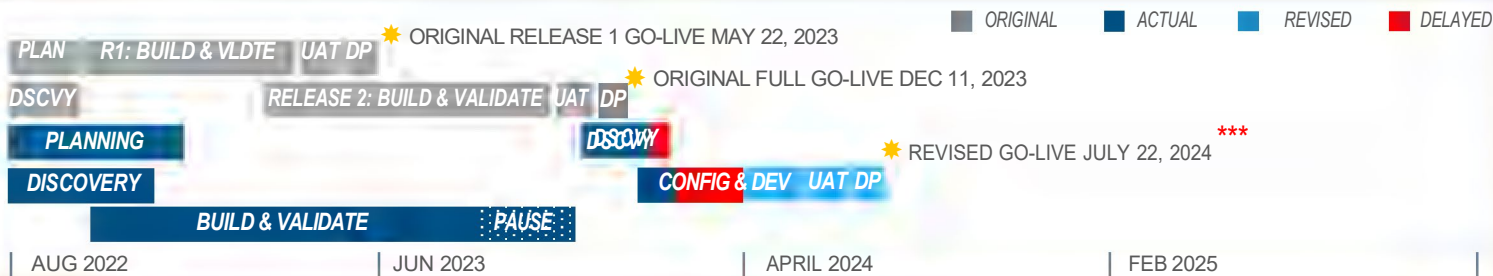 ORIGINAL ACTUAL REVISED DELAYED
ORIGINAL RELEASE 1 GO-LIVE MAY 22, 2023
PLAN R1: BUILD & VLDTE UAT DP
ORIGINAL FULL GO-LIVE DEC 11, 2023
DSCVY RELEASE 2: BUILD & VALIDATE UAT DP
PLANNING DSCVY
***
REVISED GO-LIVE JULY 22, 2024
DISCOVERY CONFIG & DEV UAT DP
BUILD & VALIDATE PAUSE
AUG 2022 JUN 2023 APRIL 2024 FEB 2025